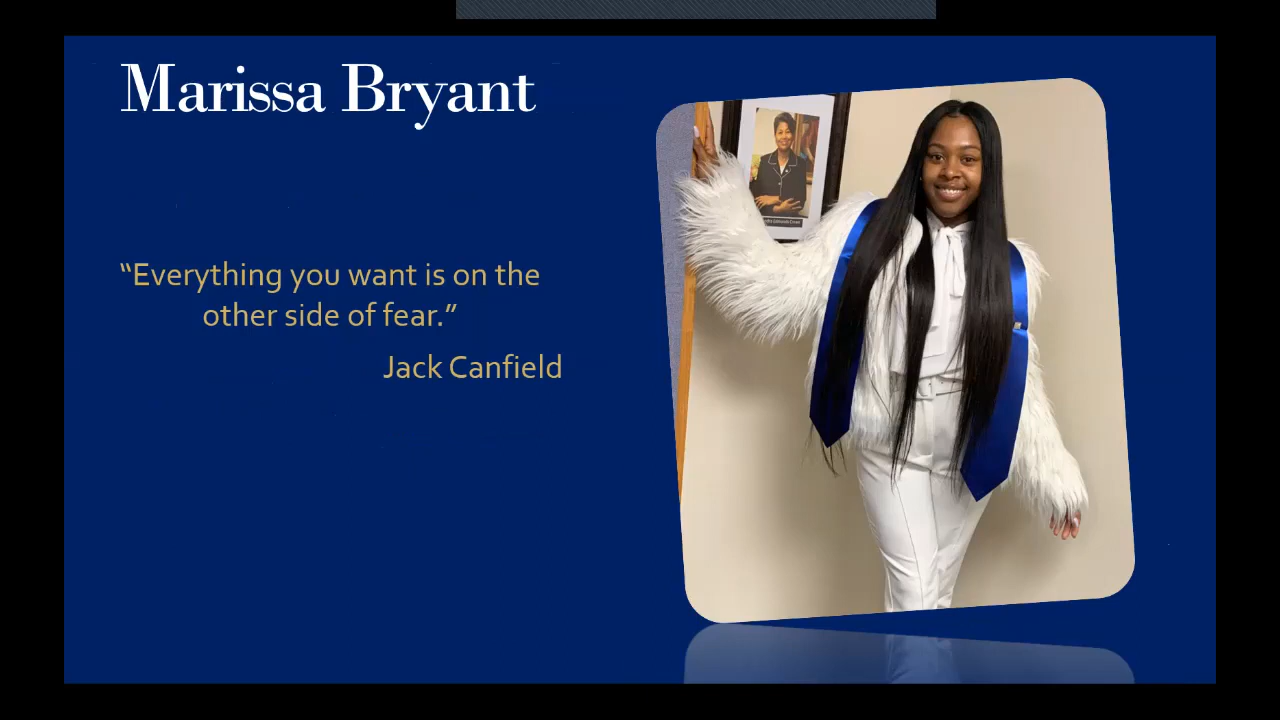 Marissa Bryant
“Everything you want is on the
other side of fear.”
Jack Canfield